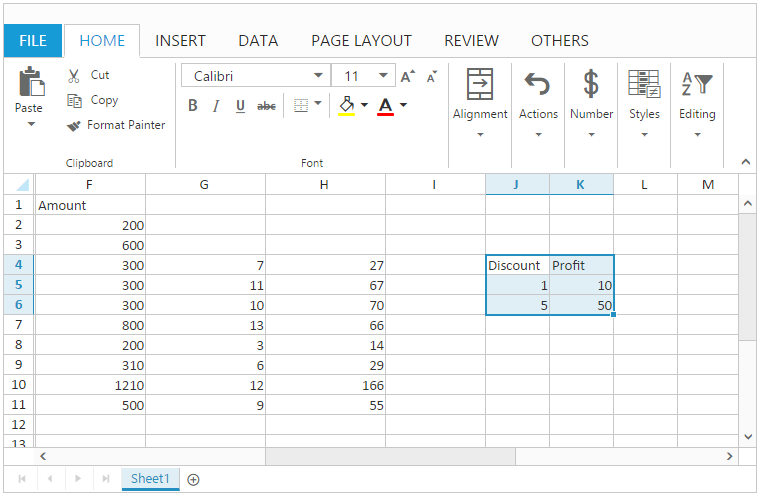 FILE HOME INSERT DATA PAGE LAYOUT REVIEW OTHERS
Paste
Cut
Copy
Format Painter
Clipboard
Calibri 11 A A
B I U abc A
Font
Alignment
Actions
$ Number
Styles
A Z Editing
F G H I J K L M
1 Amount
2 200
3 600
4 300 7 27 Discount Profit
5 300 11 67 1 10
6 300 10 70 5 50
7 800 13 66
8 200 3 14
9 310 6 29
10 1210 12 166
11 500 9 55
12
13
Sheet1